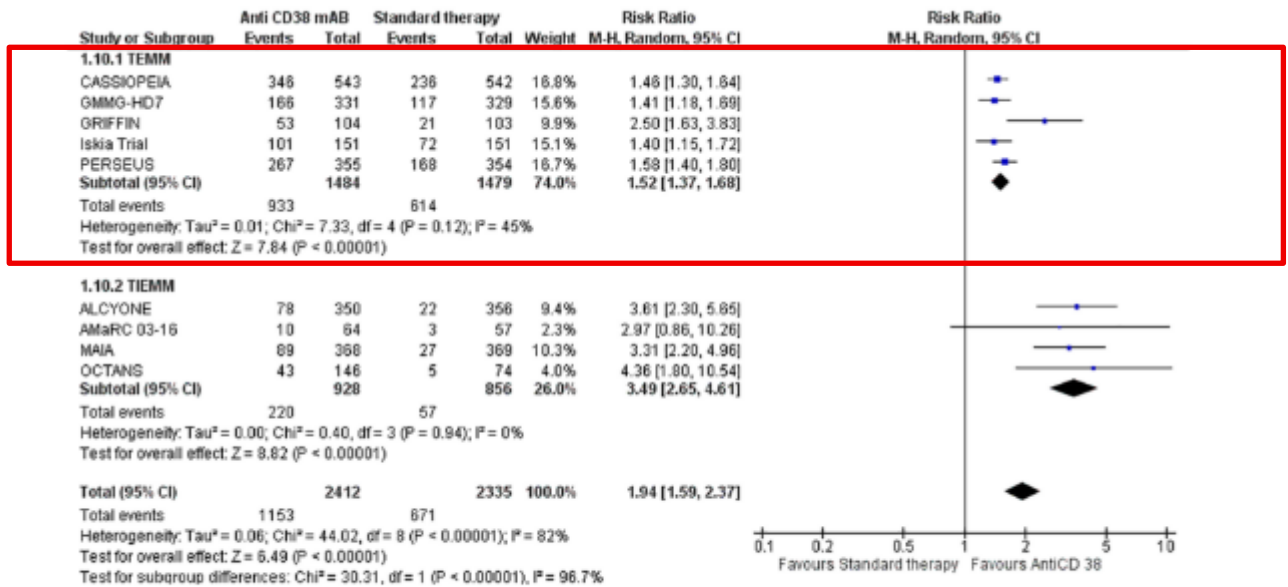 Anti CD38 mAB Standard therapy Risk Ratio Risk Ratio
Study or Subgroup Events Total Events Total Weight M-H, Random, 95% CI M-H, Random, 95% CI
1.10.1 TEMM
CASSIOPEIA 346 543 236 542 16.8% 1.46 [1.30, 1.64]
GMMG-HD7 166 331 117 329 15.6% 1.41 [1.18, 1.69]
GRIFFIN 53 104 21 103 9.9% 2.50 [1.63, 3.83]
Iskia Trial 101 151 72 151 15.1% 1.40 [1.15, 1.72]
PERSEUS 267 355 168 354 16.7% 1.58 [1.40, 1.80]
Subtotal (95% CI) 1484 1479 74.0% 1.52 [1.37, 1.68]
Total events 933 614
Heterogeneity: Tau² = 0.01; Chi² = 7.33, df = 4 (P = 0.12); I² = 45%
Test for overall effect: Z = 7.84 (P < 0.00001)
1.10.2 TIEMM
ALCYONE 78 350 22 356 9.4% 3.61 [2.30, 5.65]
AMaRC 03-16 10 64 3 57 2.3% 2.97 [0.86, 10.26]
MAIA 89 368 27 369 10.3% 3.31 [2.20, 4.96]
OCTANS 43 146 5 74 4.0% 4.36 [1.80, 10.54]
Subtotal (95% CI) 928 856 26.0% 3.49 [2.65, 4.61]
Total events 220 57
Heterogeneity: Tau² = 0.00; Chi² = 0.40, df = 3 (P = 0.94); I² = 0%
Test for overall effect: Z = 8.82 (P < 0.00001)
Total (95% CI) 2412 2335 100.0% 1.94 [1.59, 2.37]
Total events 1153 671
Heterogeneity: Tau² = 0.06; Chi² = 44.02, df = 8 (P < 0.00001); I² = 82%
Test for overall effect: Z = 6.49 (P < 0.00001)
Test for subgroup differences: Chi² = 30.31, df = 1 (P < 0.00001), I² = 96.7%
0.1 0.2 0.5 1 2 5 10
Favours Standard therapy Favours AntiCD 38